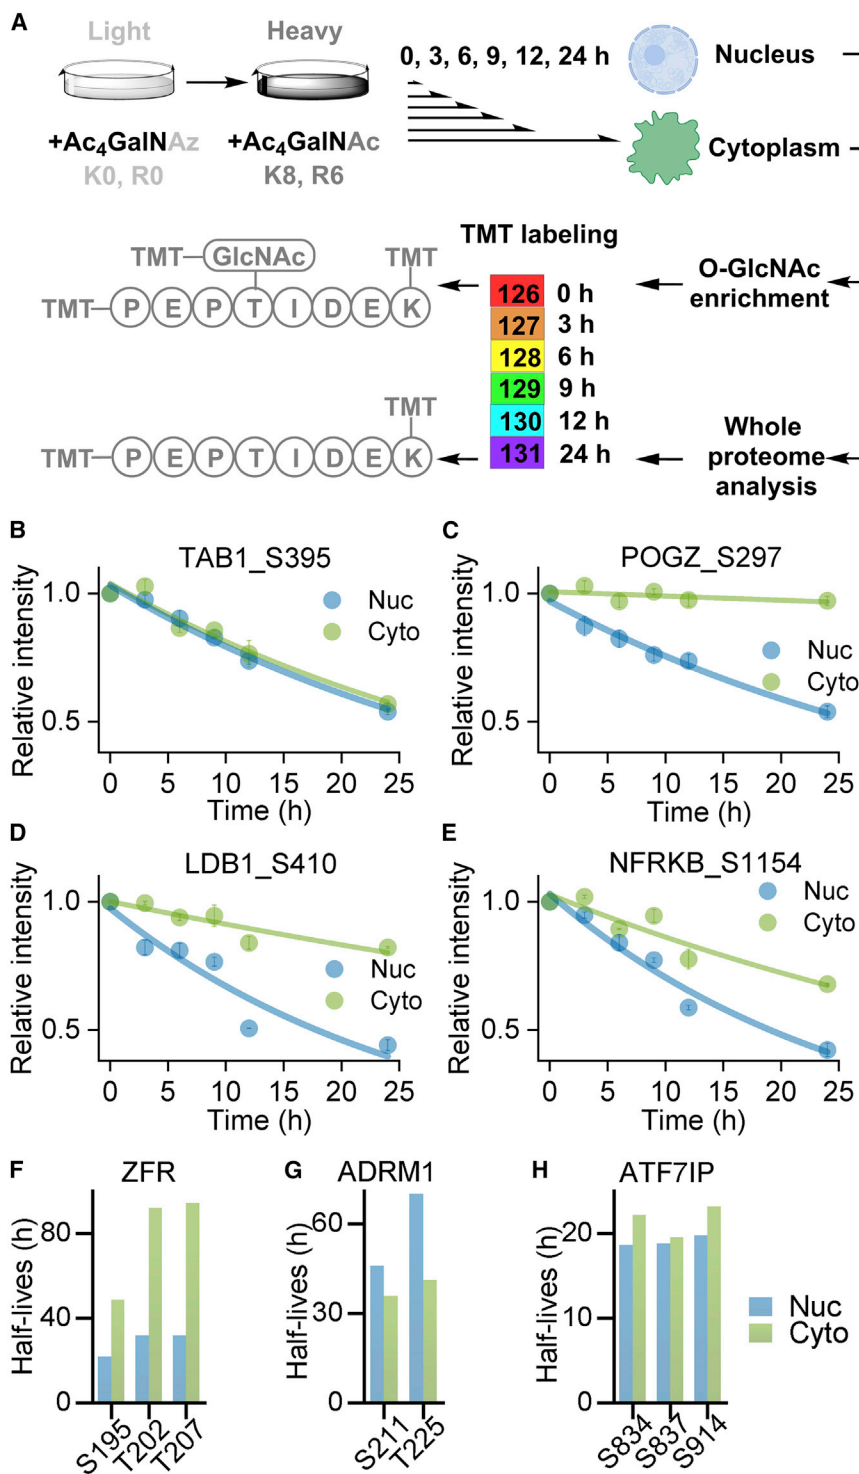 A
Light
Heavy
0, 3, 6, 9, 12, 24 h
Nucleus
+Ac4GalNAz
+Ac4GalNAc
K0, R0
K8, R6
Cytoplasm
TMT labeling
TMT
GlcNAc
TMT
TMT P E P T I D E K
126 0 h
127 3 h
128 6 h
129 9 h
130 12 h
131 24 h
O-GlcNAc
enrichment
TMT
TMT P E P T I D E K
Whole
proteome
analysis
B
TAB1_S395
Relative intensity
1.0
0.5
Nuc
Cyto
0 5 10 15 20 25
Time (h)
C
POGZ_S297
Relative intensity
1.0
0.5
Nuc
Cyto
0 5 10 15 20 25
Time (h)
D
LDB1_S410
Relative intensity
1.0
0.5
Nuc
Cyto
0 5 10 15 20 25
Time (h)
E
NFRKB_S1154
Relative intensity
1.0
0.5
Nuc
Cyto
0 5 10 15 20 25
Time (h)
F
ZFR
Half-lives (h)
80
40
0
S195 T202 T207
G
ADRM1
Half-lives (h)
60
30
0
S211 T225
H
ATF7IP
Half-lives (h)
20
10
0
S834 S837 S914
Nuc
Cyto